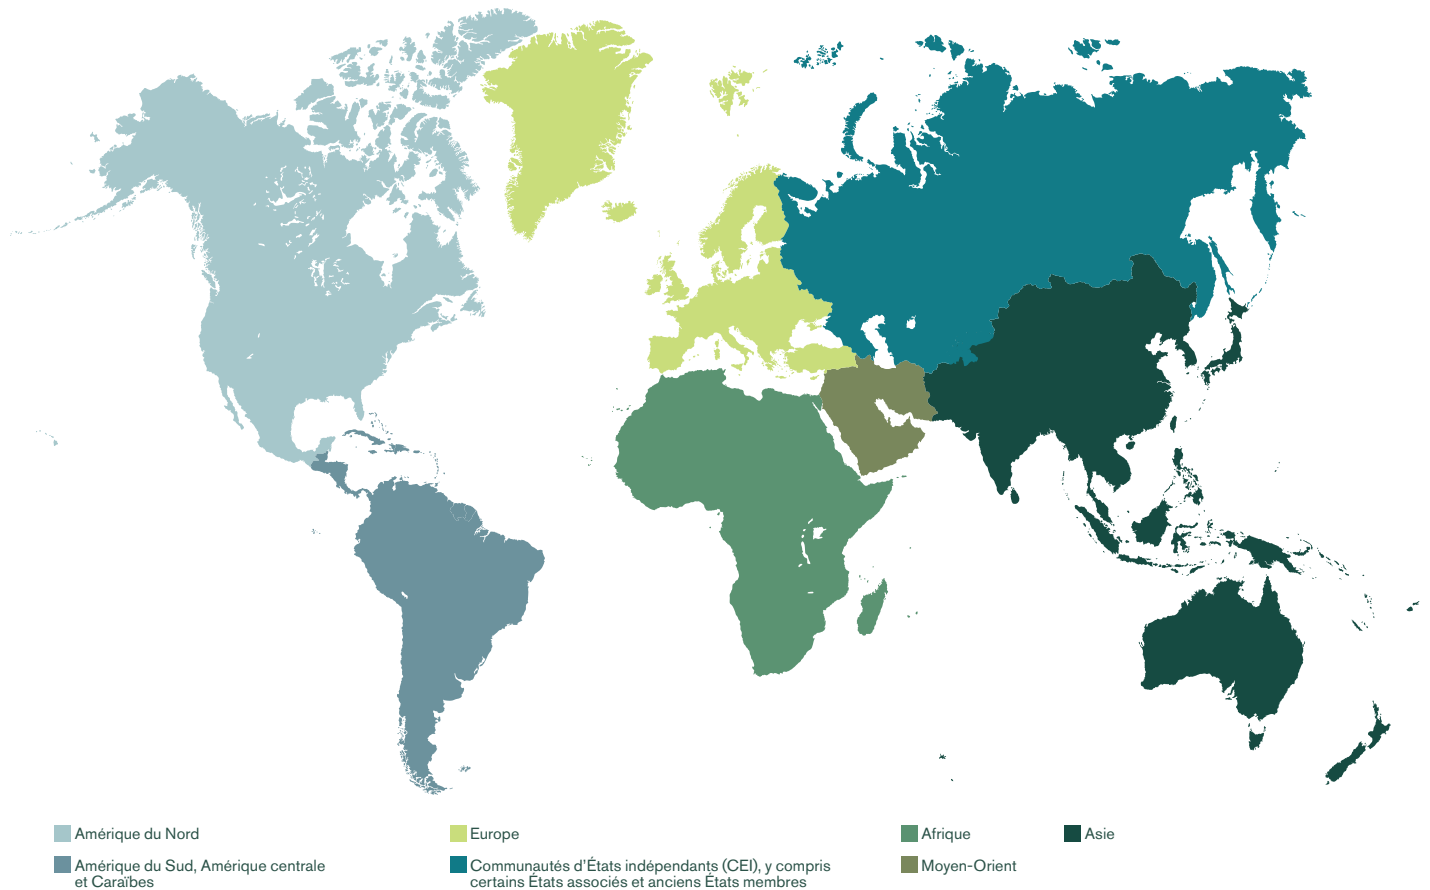 Amérique du Nord
Amérique du Sud, Amérique centrale
et Caraïbes
Europe
Communautés d'États indépendants (CEI), y compris
certains États associés et anciens États membres
Afrique
Moyen-Orient
Asie